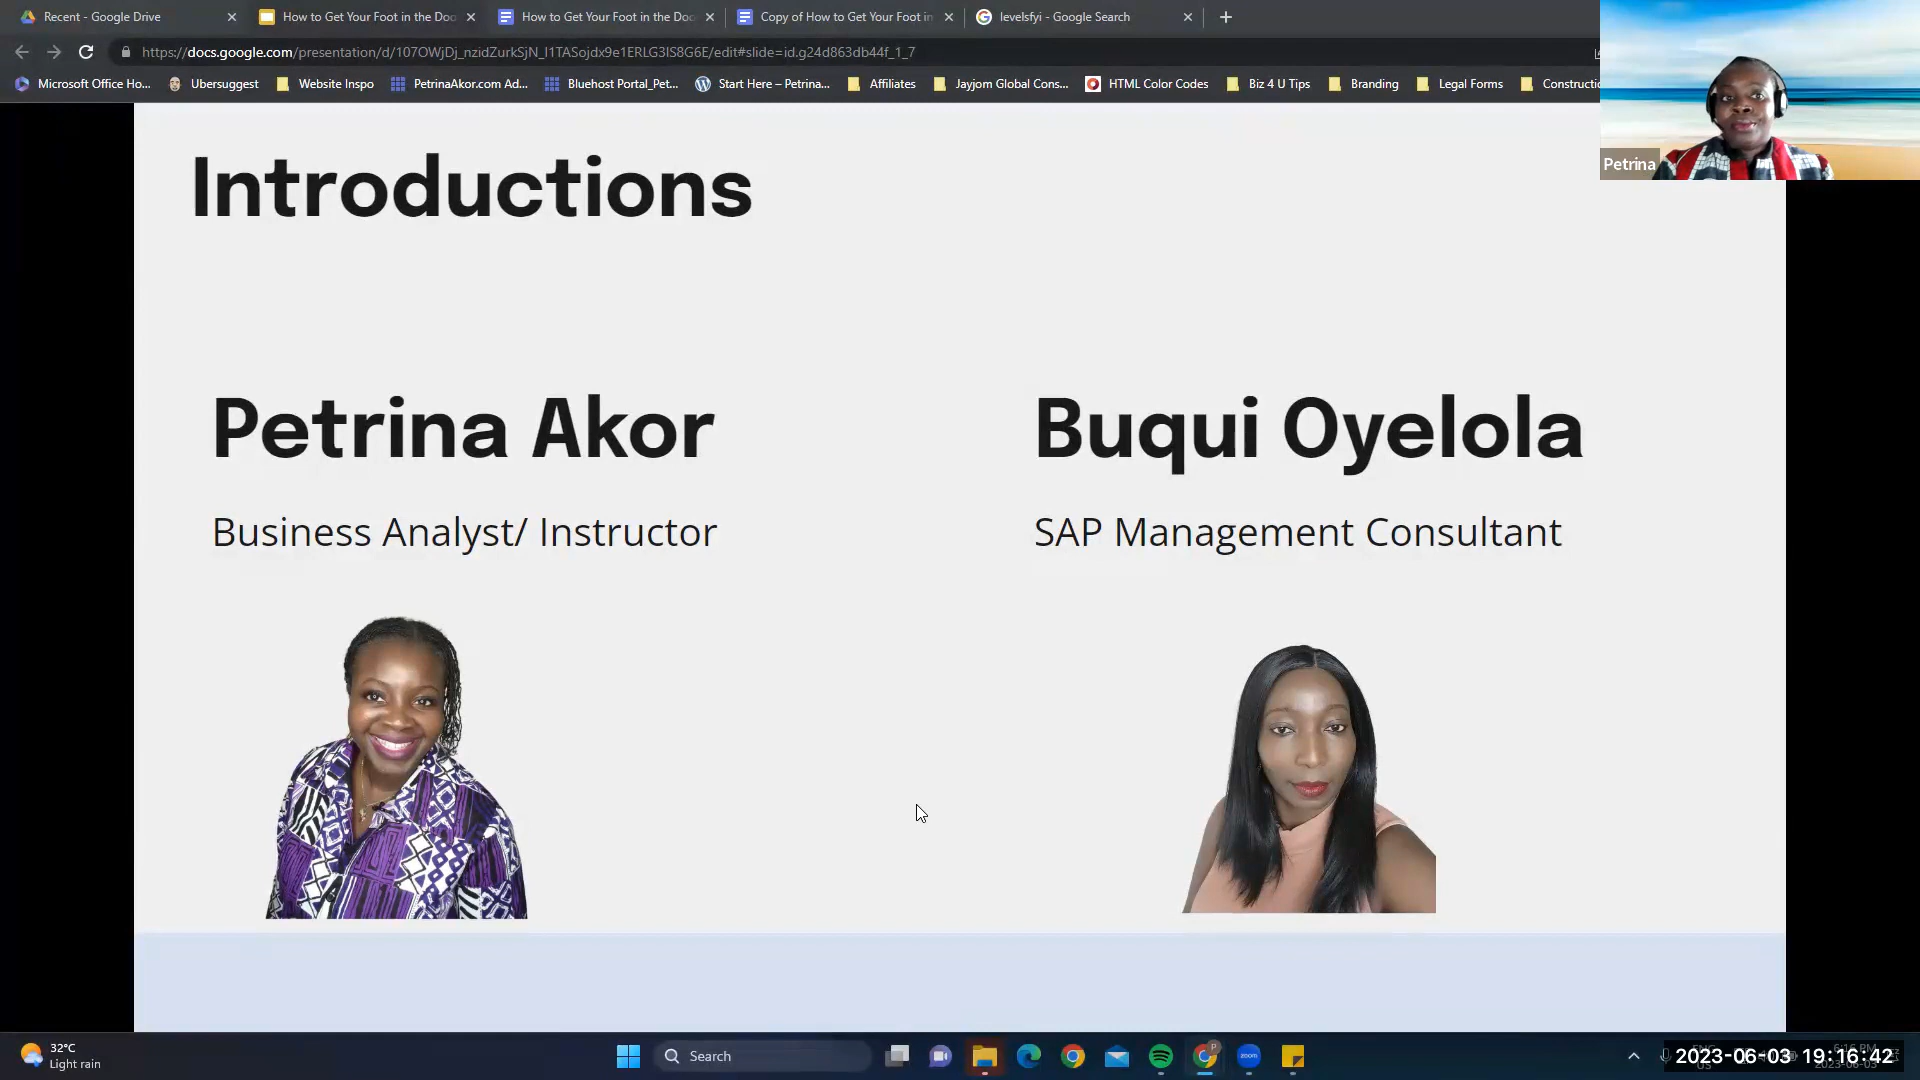 Recent - Google Drive
How to Get Your Foot in the Doo
How to Get Your Foot in the Doo
Copy of How to Get Your Foot in
levelsfyi - Google Search
https://docs.google.com/presentation/d/107OWjDj_nzidZurkSjN_I1TASojdx9e1ERLG3IS8G6E/edit#slide=id.g24d863db44f_1_7
Microsoft Office Ho...
Ubersuggest
Website Inspo
PetrinaAkor.com Ad...
Bluehost Portal_Pet...
Start Here – Petrina...
Affiliates
Jayjom Global Cons...
HTML Color Codes
Biz 4 U Tips
Branding
Legal Forms
Constructio
Petrina
Introductions
Petrina Akor
Business Analyst/ Instructor
Buqui Oyelola
SAP Management Consultant
32°C
Light rain
Search
zoom
2023-06-03 19:16:42